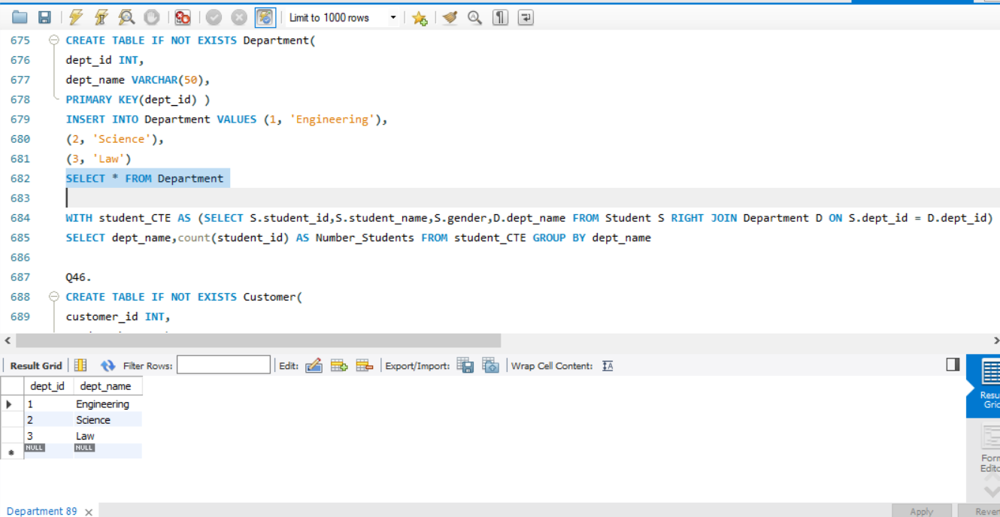 Limit to 1000 rows
675 CREATE TABLE IF NOT EXISTS Department(
676 dept_id INT,
677 dept_name VARCHAR(50),
678 PRIMARY KEY(dept_id) )
679 INSERT INTO Department VALUES (1, 'Engineering'),
680 (2, 'Science'),
681 (3, 'Law')
682 SELECT * FROM Department
683
684 WITH student_CTE AS (SELECT S.student_id,S.student_name,S.gender,D.dept_name FROM Student S RIGHT JOIN Department D ON S.dept_id = D.dept_id)
685 SELECT dept_name,count(student_id) AS Number_Students FROM student_CTE GROUP BY dept_name
686
687 Q46.
688 CREATE TABLE IF NOT EXISTS Customer(
689 customer_id INT,
Result Grid Filter Rows: Edit: Export/Import: Wrap Cell Content:
dept_id dept_name
1 Engineering
2 Science
3 Law
NULL NULL
Resu
Grid
Form
Edito
Department 89
Apply Rever